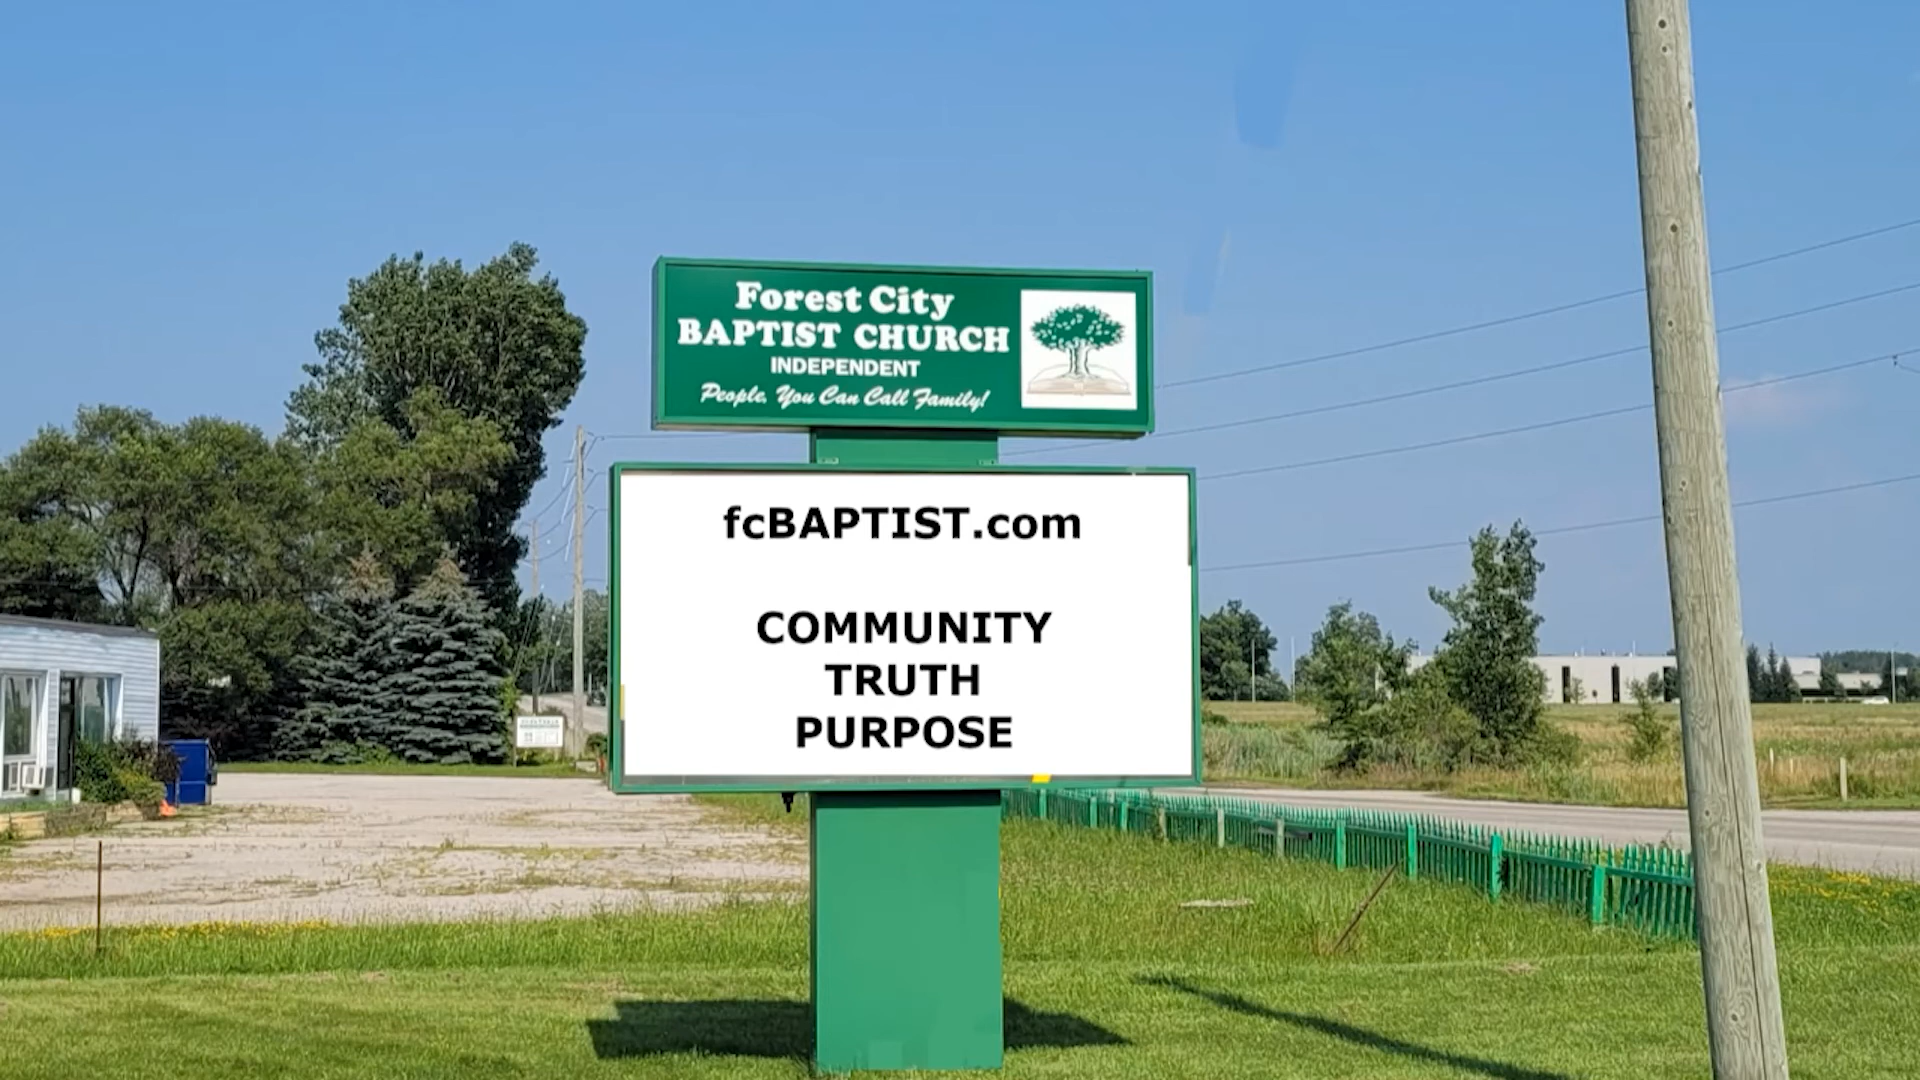 Forest City
BAPTIST CHURCH
INDEPENDENT
People, You Can Call Family!
fcBAPTIST.com
COMMUNITY
TRUTH
PURPOSE